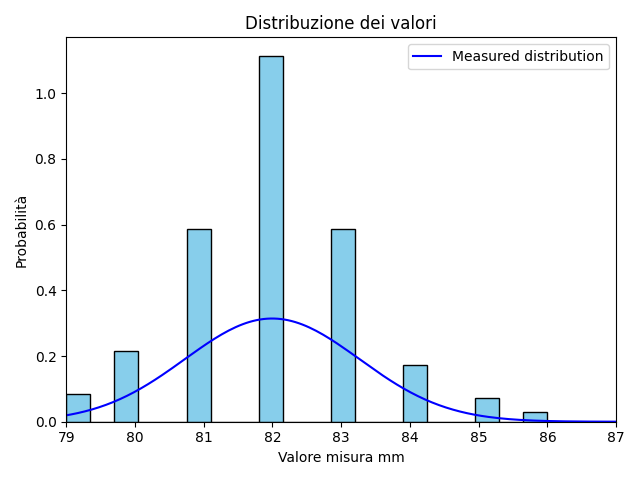 Distribuzione dei valori
Measured distribution
Probabilità
1.0
0.8
0.6
0.4
0.2
0.0
79 80 81 82 83 84 85 86 87
Valore misura mm